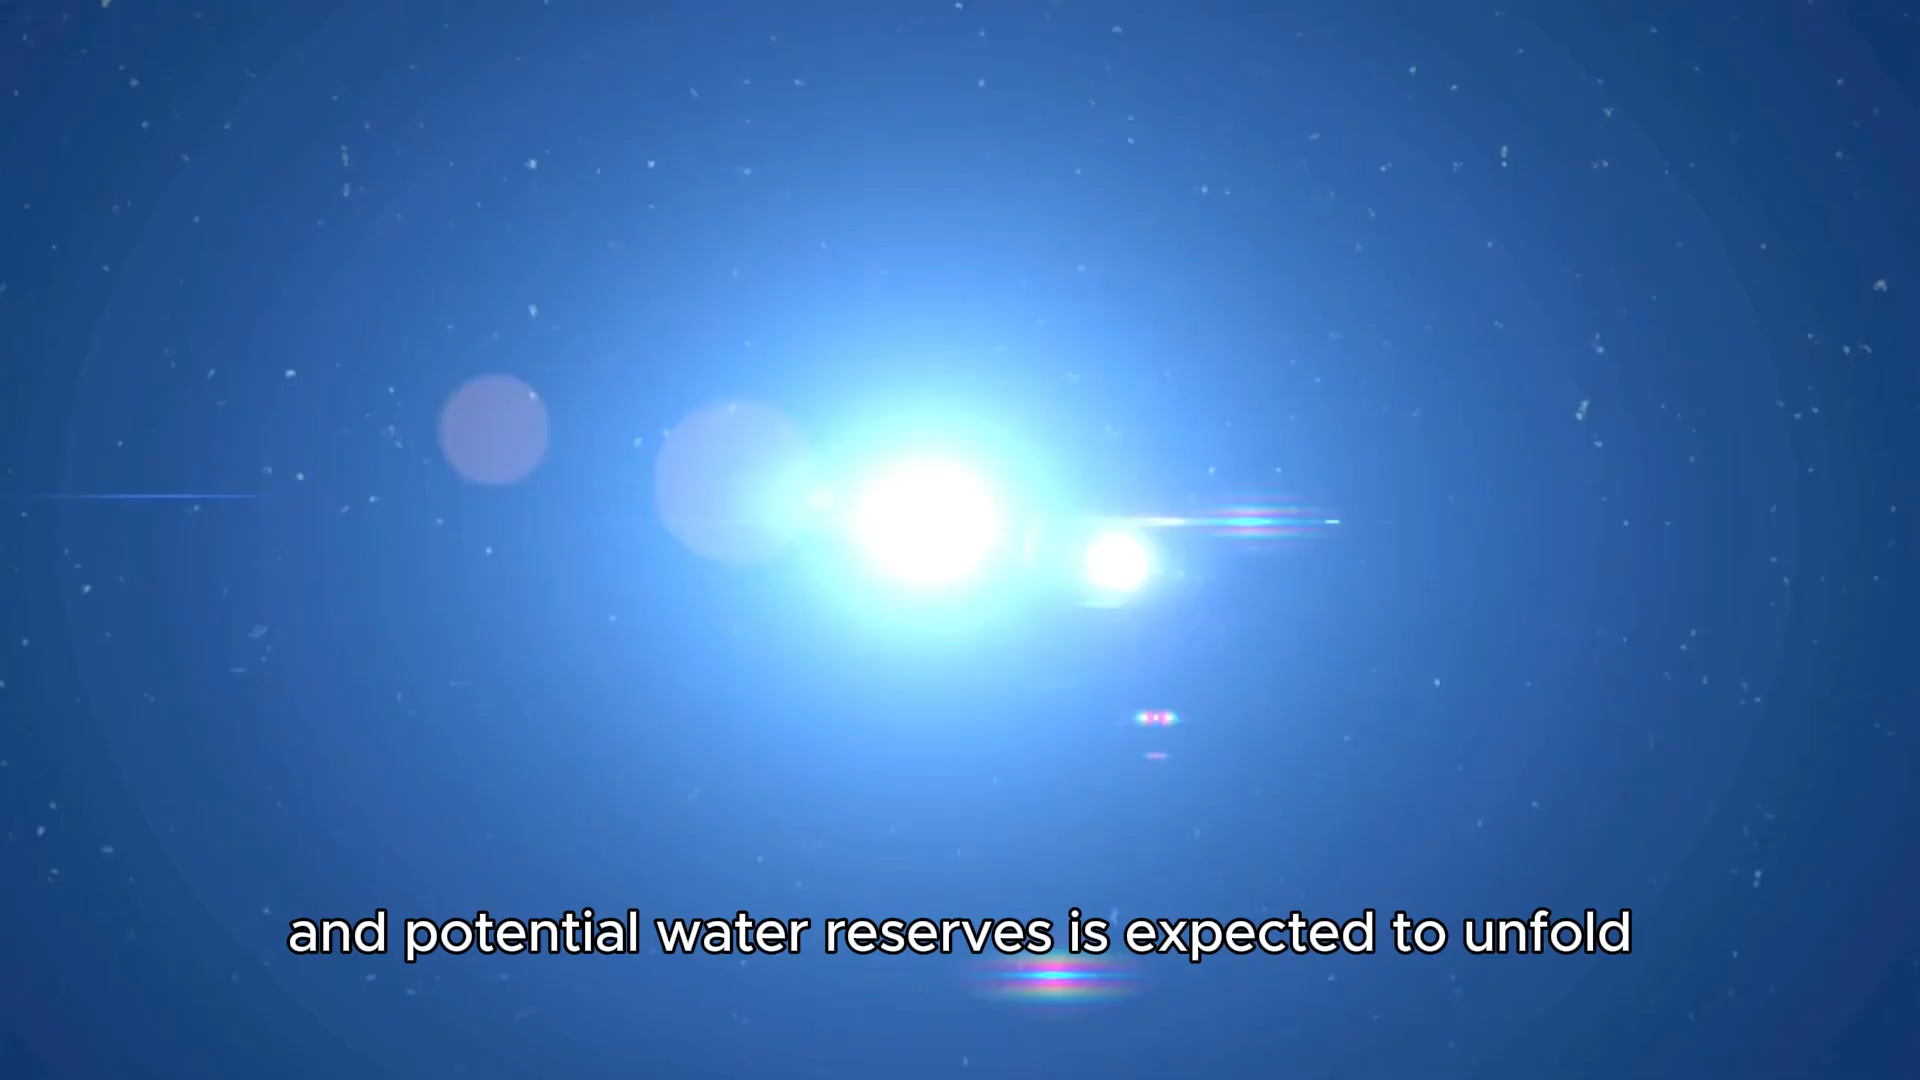 and potential water reserves is expected to unfold